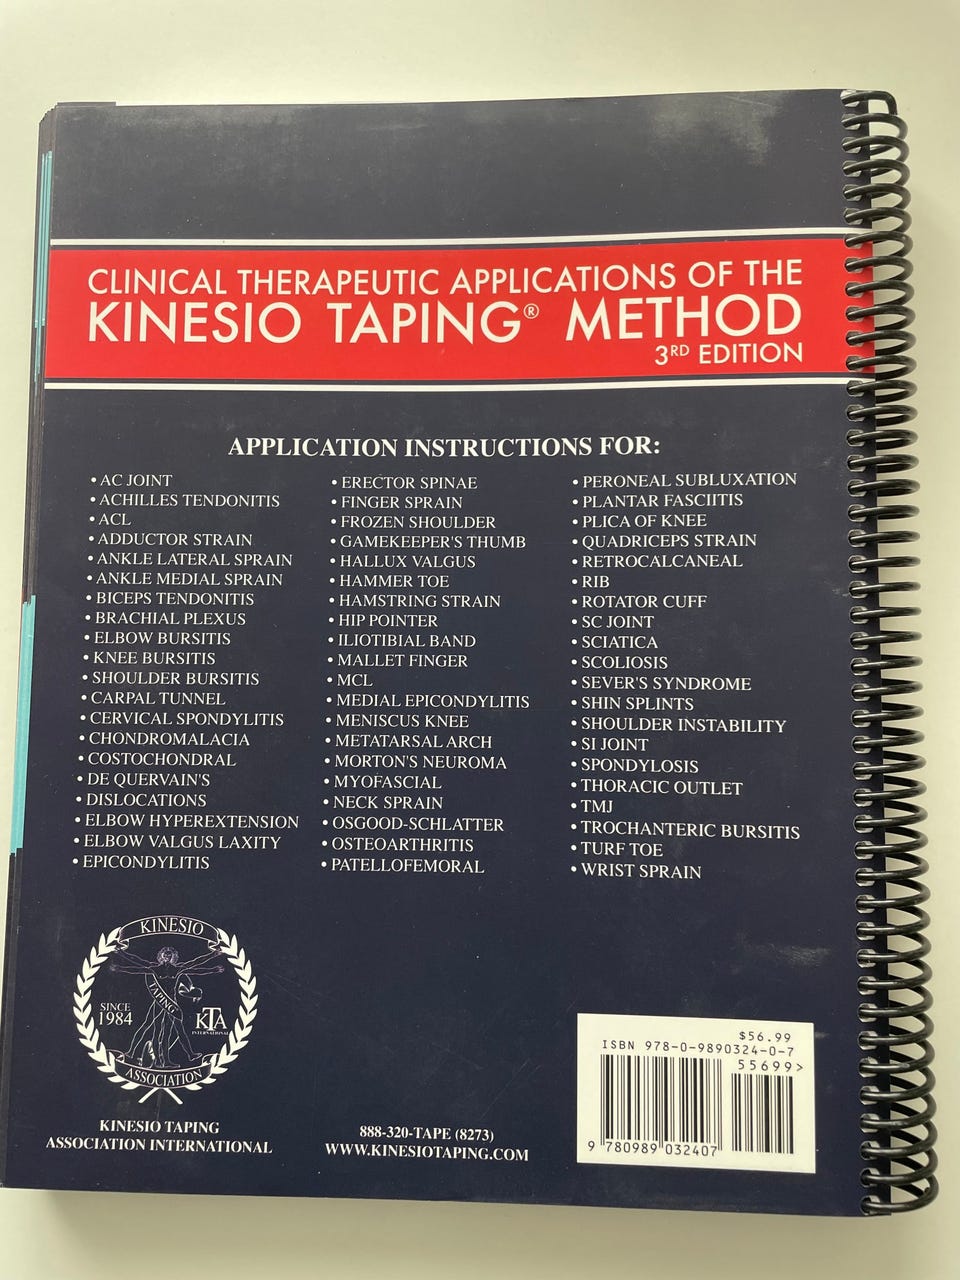 CLINICAL THERAPEUTIC APPLICATIONS OF THE
KINESIO TAPING® METHOD
3RD EDITION
APPLICATION INSTRUCTIONS FOR:
• AC JOINT
• ACHILLES TENDONITIS
• ACL
• ADDUCTOR STRAIN
• ANKLE LATERAL SPRAIN
• ANKLE MEDIAL SPRAIN
• BICEPS TENDONITIS
• BRACHIAL PLEXUS
• ELBOW BURSITIS
• KNEE BURSITIS
• SHOULDER BURSITIS
• CARPAL TUNNEL
• CERVICAL SPONDYLITIS
• CHONDROMALACIA
• COSTOCHONDRAL
• DE QUERVAIN'S
• DISLOCATIONS
• ELBOW HYPEREXTENSION
• ELBOW VALGUS LAXITY
• EPICONDYLITIS
• ERECTOR SPINAE
• FINGER SPRAIN
• FROZEN SHOULDER
• GAMEKEEPER'S THUMB
• HALLUX VALGUS
• HAMMER TOE
• HAMSTRING STRAIN
• HIP POINTER
• ILIOTIBIAL BAND
• MALLET FINGER
• MCL
• MEDIAL EPICONDYLITIS
• MENISCUS KNEE
• METATARSAL ARCH
• MORTON'S NEUROMA
• MYOFASCIAL
• NECK SPRAIN
• OSGOOD-SCHLATTER
• OSTEOARTHRITIS
• PATELLOFEMORAL
• PERONEAL SUBLUXATION
• PLANTAR FASCIITIS
• PLICA OF KNEE
• QUADRICEPS STRAIN
• RETROCALCANEAL
• RIB
• ROTATOR CUFF
• SC JOINT
• SCIATICA
• SCOLIOSIS
• SEVER'S SYNDROME
• SHIN SPLINTS
• SHOULDER INSTABILITY
• SI JOINT
• SPONDYLOSIS
• THORACIC OUTLET
• TMJ
• TROCHANTERIC BURSITIS
• TURF TOE
• WRIST SPRAIN
KINESIO
TAPING
SINCE
1984
KTA
INTERNATIONAL
ASSOCIATION
KINESIO TAPING
ASSOCIATION INTERNATIONAL
888-320-TAPE (8273)
WWW.KINESIOTAPING.COM
$56.99
ISBN 978-0-9890324-0-7
55699>
9 780989 032407